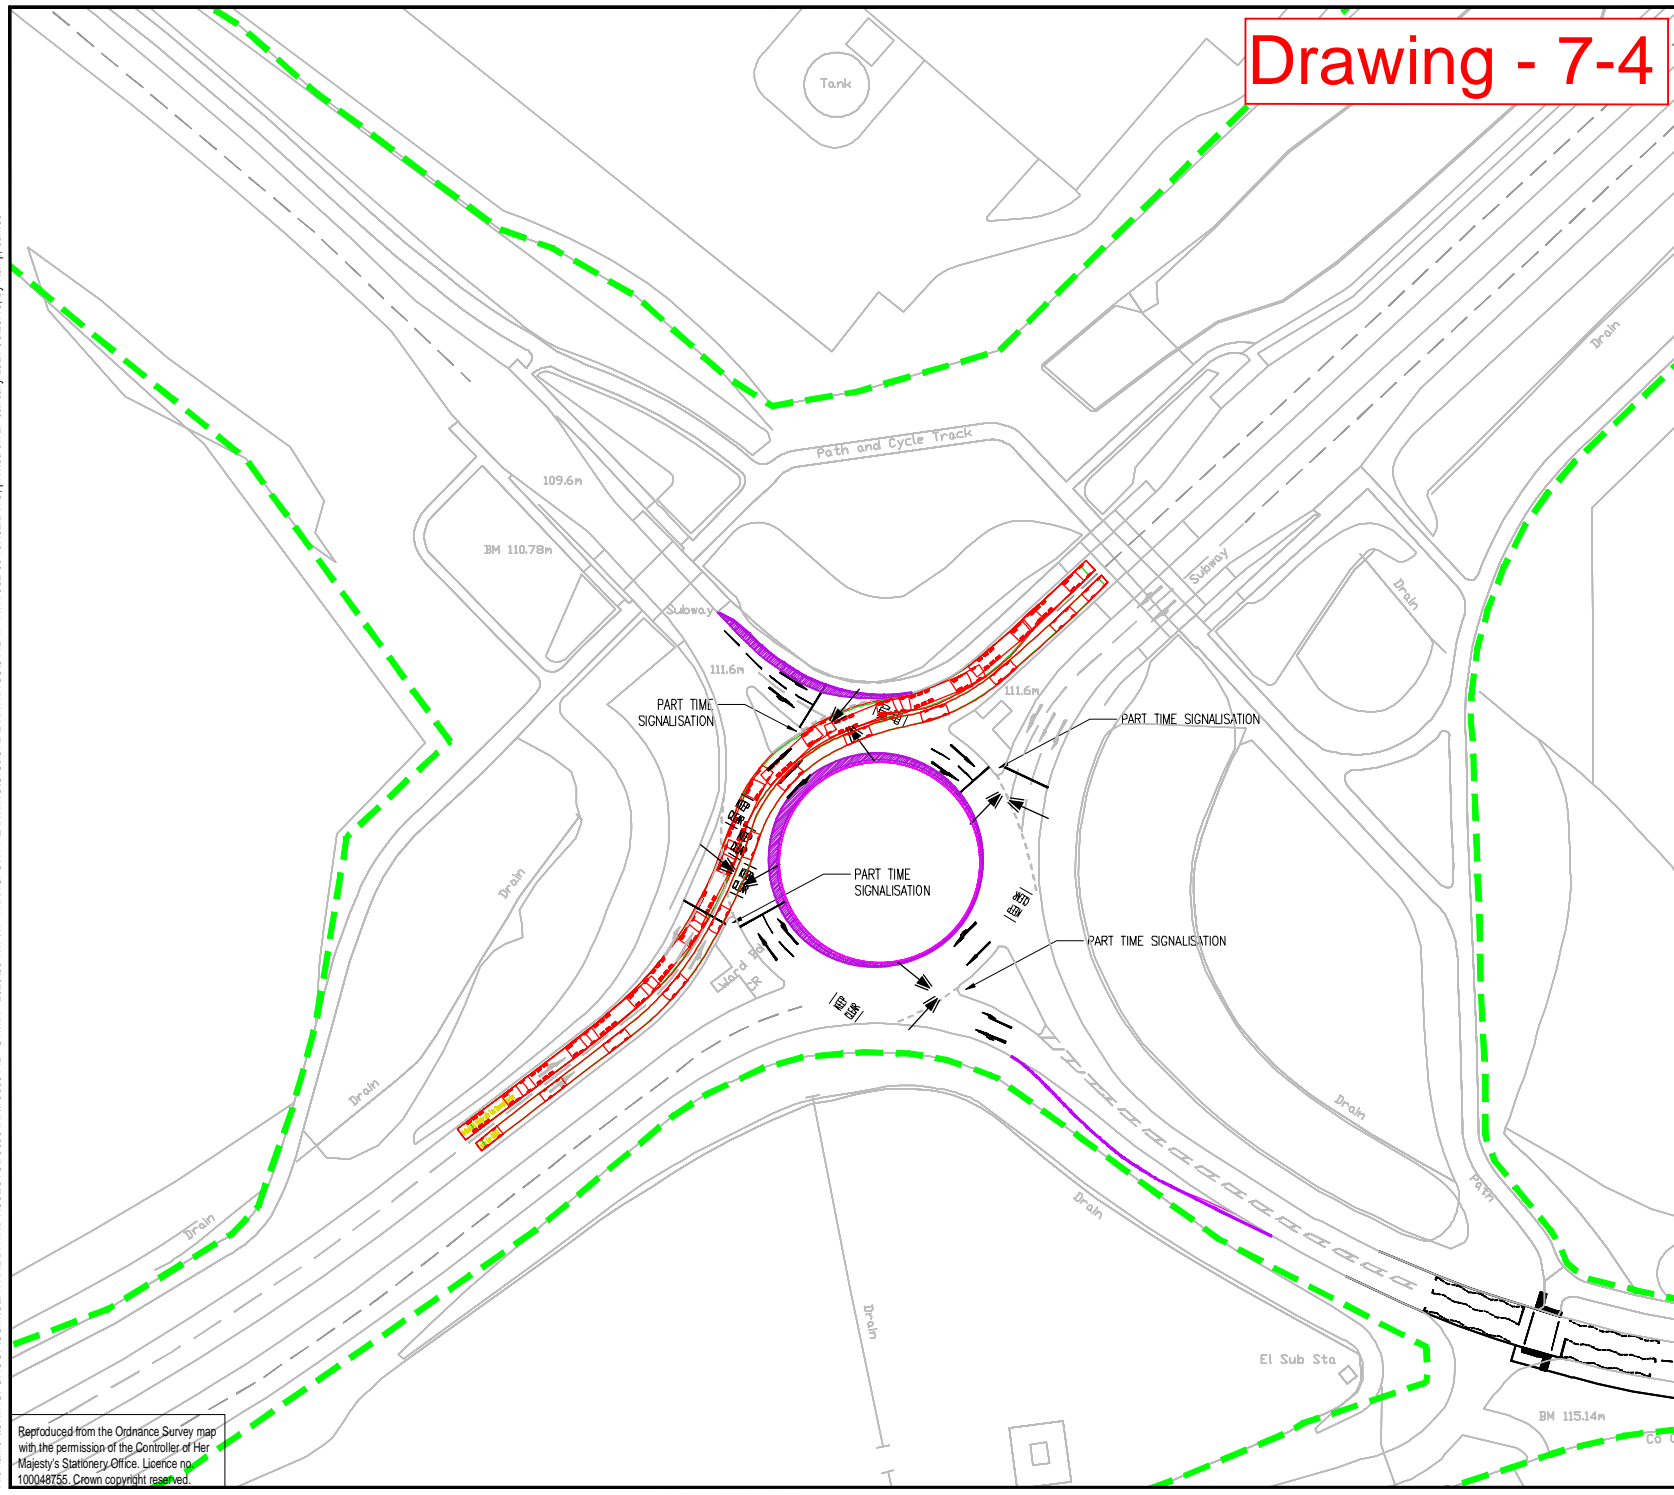 Drawing - 7-4
Tank
Path and Cycle Track
Drain
109.6m
BM 110.78m
Subway
Drain
Subway
111.6m
111.6m
PART TIME
SIGNALISATION
PART TIME SIGNALISATION
PART TIME
SIGNALISATION
Drain
KEEP
CLEAR
PART TIME SIGNALISATION
Ward Bdy
CR
KEEP
CLEAR
Drain
Drain
Drain
Path
Drain
Drain
El Sub Sta
BM 115.14m
Reproduced from the Ordnance Survey map
with the permission of the Controller of Her
Majesty's Stationery Office. Licence no.
100048755. Crown copyright reserved.